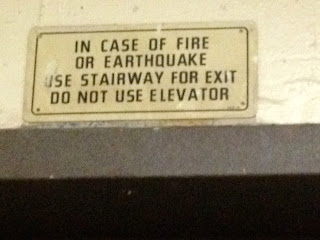 IN CASE OF FIRE
OR EARTHQUAKE
USE STAIRWAY FOR EXIT
DO NOT USE ELEVATOR